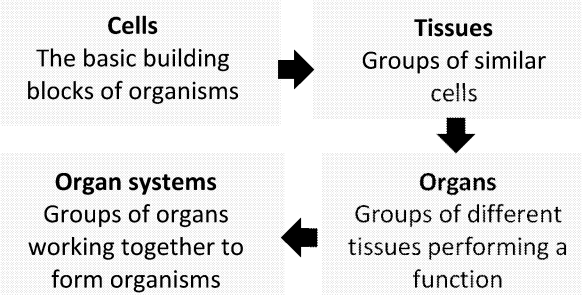 Cells
The basic building
blocks of organisms
Tissues
Groups of similar
cells
Organs
Groups of different
tissues performing a
function
Organ systems
Groups of organs
working together to
form organisms